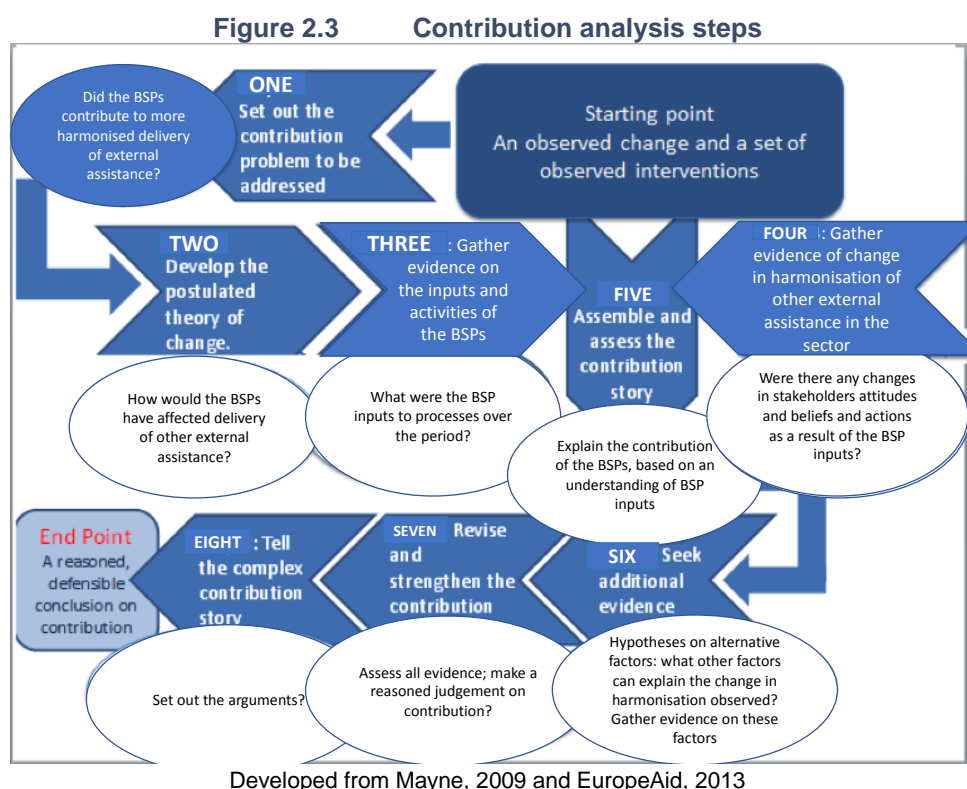 Figure 2.3 Contribution analysis steps
Did the BSPs
contribute to more
harmonised delivery
of external
assistance?
ONE
Set out the
contribution
problem to be
addressed
Starting point
An observed change and a set of
observed interventions
TWO
Develop the
postulated
theory of
change.
THREE : Gather
evidence on
the inputs and
activities of
the BSPs
FIVE
Assemble and
assess the
contribution
story
FOUR : Gather
evidence of change
in harmonisation of
other external
assistance in the
sector
How would the BSPs
have affected delivery
of other external
assistance?
What were the BSP
inputs to processes over
the period?
Explain the contribution
of the BSPs, based on an
understanding of BSP
inputs
Were there any changes
in stakeholders attitudes
and beliefs and actions
as a result of the BSP
inputs?
End Point
A reasoned,
defensible
conclusion on
contribution
EIGHT : Tell
the complex
contribution
story
SEVEN Revise
and
strengthen the
contribution
SIX Seek
additional
evidence
Set out the arguments?
Assess all evidence; make a
reasoned judgement on
contribution?
Hypotheses on alternative
factors: what other factors
can explain the change in
harmonisation observed?
Gather evidence on these
factors
Developed from Mayne, 2009 and EuropeAid, 2013